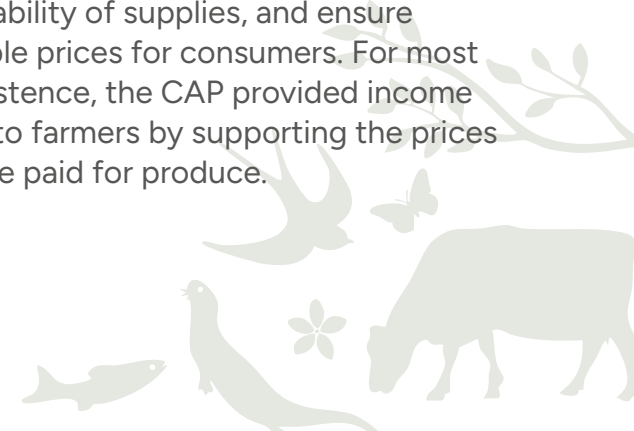 ability of supplies, and ensure
ble prices for consumers. For most
stence, the CAP provided income
to farmers by supporting the prices
e paid for produce.